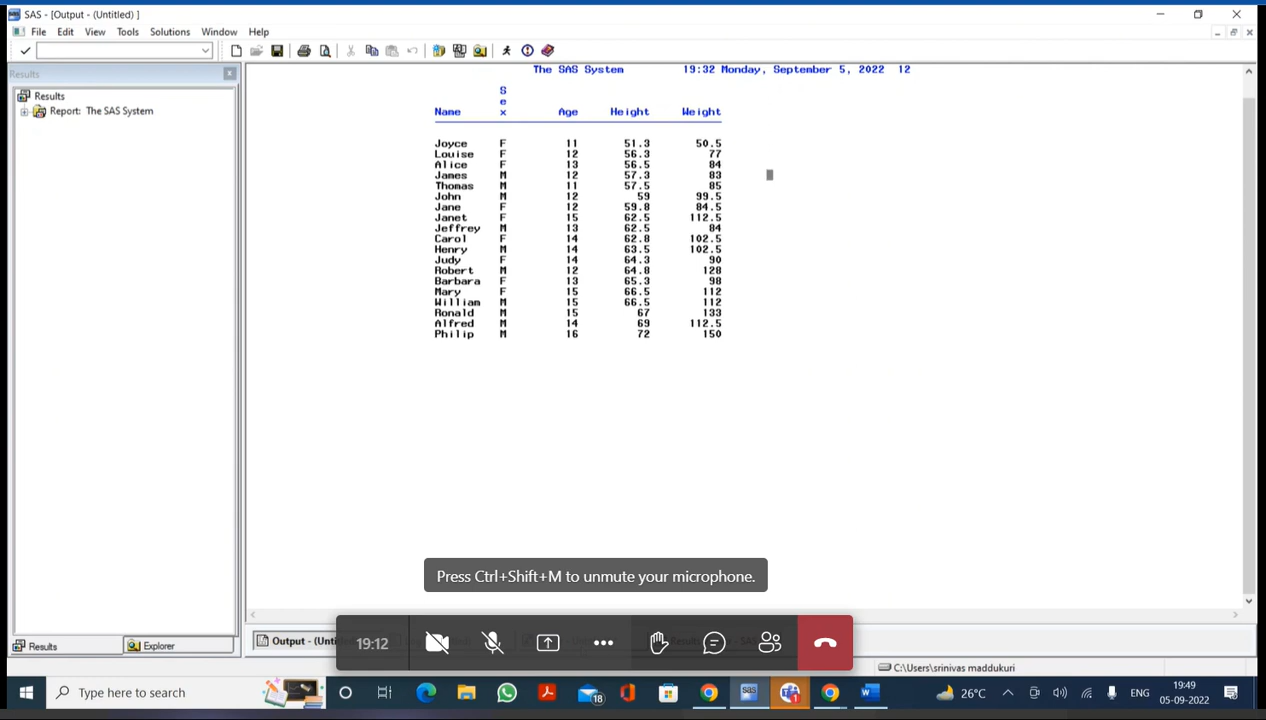 SAS - [Output - (Untitled) ]
File Edit View Tools Solutions Window Help
Results
Results
Report: The SAS System
The SAS System 19:32 Monday, September 5, 2022 12
S
e
Name x Age Height Weight
Joyce F 11 51.3 50.5
Louise F 12 56.3 77
Alice F 13 56.5 84
James M 12 57.3 83
Thomas M 11 57.5 85
John M 12 59 99.5
Jane F 12 59.8 84.5
Janet F 15 62.5 112.5
Jeffrey M 13 62.5 84
Carol F 14 62.8 102.5
Henry M 14 63.5 102.5
Judy F 14 64.3 90
Robert M 12 64.8 128
Barbara F 13 65.3 98
Mary F 15 66.5 112
William M 15 66.5 112
Ronald M 15 67 133
Alfred M 14 69 112.5
Philip M 16 72 150
Press Ctrl+Shift+M to unmute your microphone.
19:12
Results Explorer Output - (Unti
C:\Users\srinivas maddukuri
Type here to search 18 sas 1 26°C ENG 19:49
05-09-2022